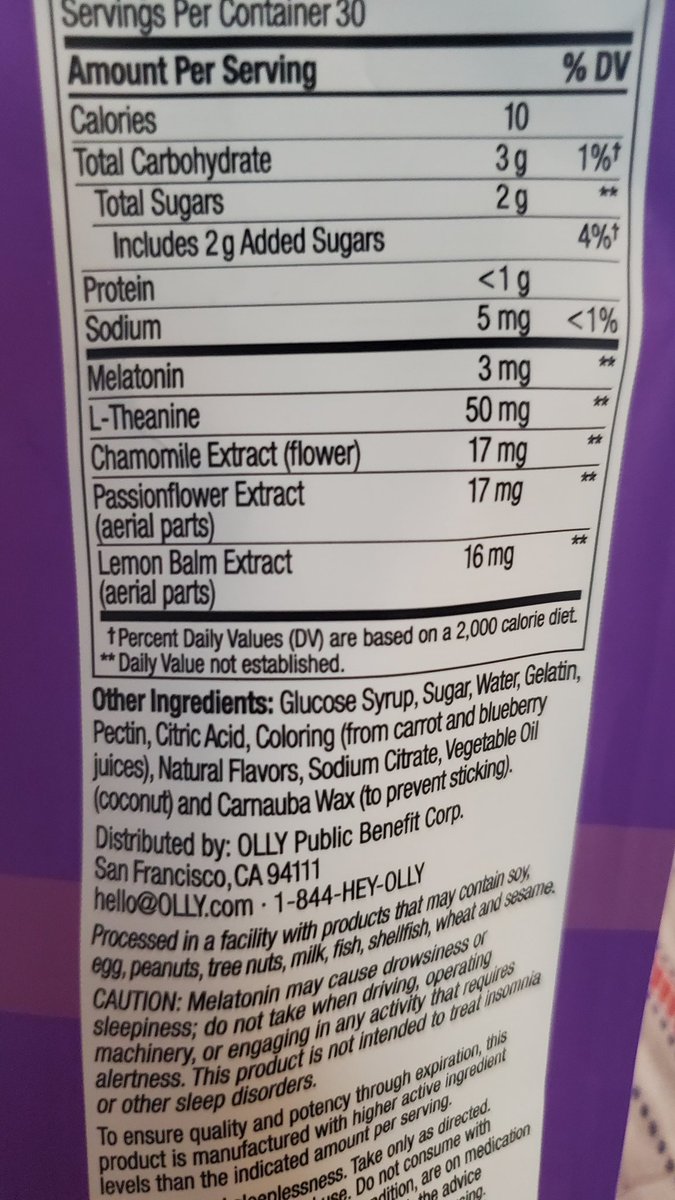 Servings Per Container 30
Amount Per Serving % DV
Calories 10
Total Carbohydrate 3 g 1%†
Total Sugars 2 g **
Includes 2 g Added Sugars 4%†
Protein <1 g
Sodium 5 mg <1%
Melatonin 3 mg **
L-Theanine 50 mg **
Chamomile Extract (flower) 17 mg **
Passionflower Extract 17 mg **
(aerial parts)
Lemon Balm Extract 16 mg **
(aerial parts)
†Percent Daily Values (DV) are based on a 2,000 calorie diet.
** Daily Value not established.
Other Ingredients: Glucose Syrup, Sugar, Water, Gelatin,
Pectin, Citric Acid, Coloring (from carrot and blueberry
juices), Natural Flavors, Sodium Citrate, Vegetable Oil
(coconut) and Carnauba Wax (to prevent sticking).
Distributed by: OLLY Public Benefit Corp.
San Francisco, CA 94111
hello@OLLY.com · 1-844-HEY-OLLY
Processed in a facility with products that may contain soy,
egg, peanuts, tree nuts, milk, fish, shellfish, wheat and sesame.
CAUTION: Melatonin may cause drowsiness or
sleepiness; do not take when driving, operating
machinery, or engaging in any activity that requires
alertness. This product is not intended to treat insomnia
or other sleep disorders.
To ensure quality and potency through expiration, this
product is manufactured with higher active ingredient
levels than the indicated amount per serving.
Take only as directed.
Do not consume with
are on medication
the advice